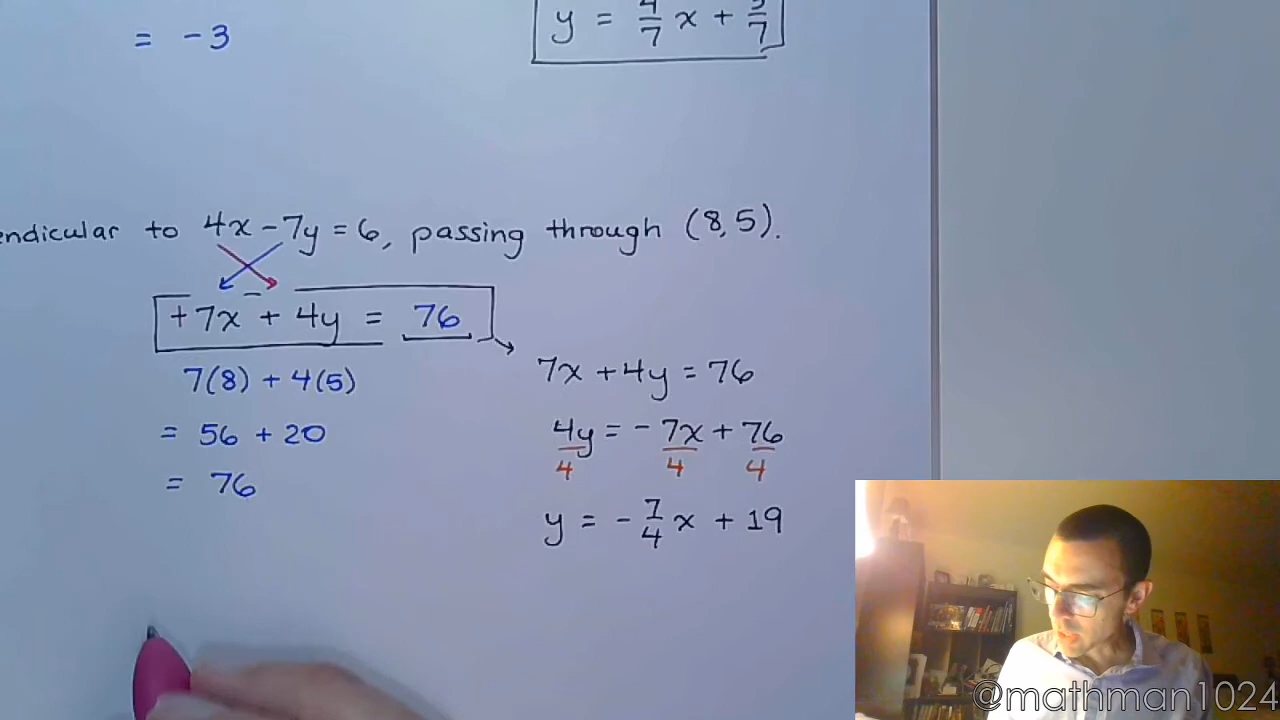 = -3
y = 4/7 x + 5/7
endicular to 4x - 7y = 6, passing through (8,5).
+7x + 4y = 76
7(8) + 4(5)
= 56 + 20
= 76
7x + 4y = 76
4y/4 = - 7x/4 + 76/4
y = - 7/4 x + 19
@mathman1024